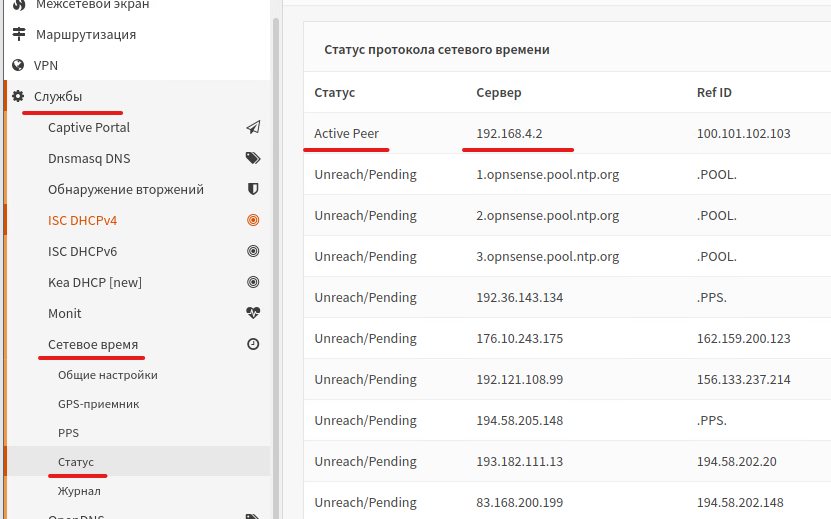 Межсетевой экран
Маршрутизация
VPN
Службы
Captive Portal
Dnsmasq DNS
Обнаружение вторжений
ISC DHCPv4
ISC DHCPv6
Kea DHCP [new]
Monit
Сетевое время
Общие настройки
GPS-приемник
PPS
Статус
Журнал
OpenDNS
Статус протокола сетевого времени
Статус Сервер Ref ID
Active Peer 192.168.4.2 100.101.102.103
Unreach/Pending 1.opnsense.pool.ntp.org .POOL.
Unreach/Pending 2.opnsense.pool.ntp.org .POOL.
Unreach/Pending 3.opnsense.pool.ntp.org .POOL.
Unreach/Pending 192.36.143.134 .PPS.
Unreach/Pending 176.10.243.175 162.159.200.123
Unreach/Pending 192.121.108.99 156.133.237.214
Unreach/Pending 194.58.205.148 .PPS.
Unreach/Pending 193.182.111.13 194.58.202.20
Unreach/Pending 83.168.200.199 194.58.202.148